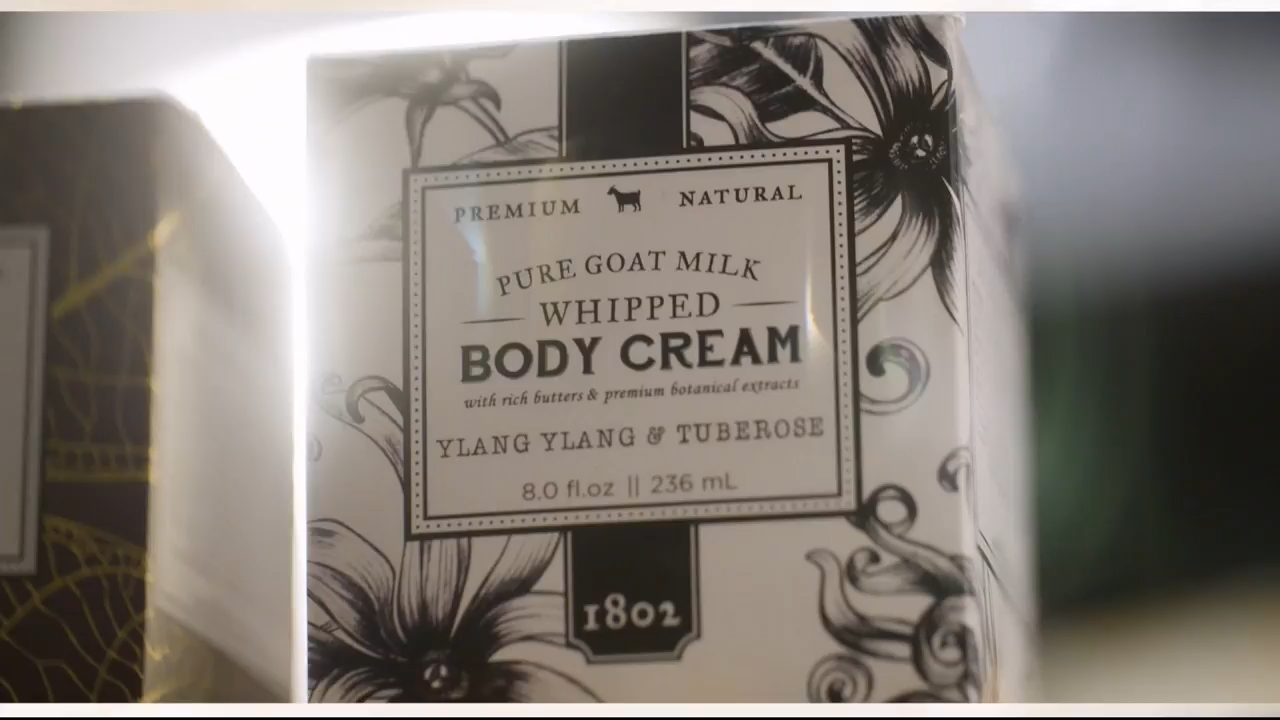 PREMIUM NATURAL
PURE GOAT MILK
WHIPPED
BODY CREAM
with rich butters & premium botanical extracts
YLANG YLANG & TUBEROSE
8.0 fl.oz || 236 mL
1802